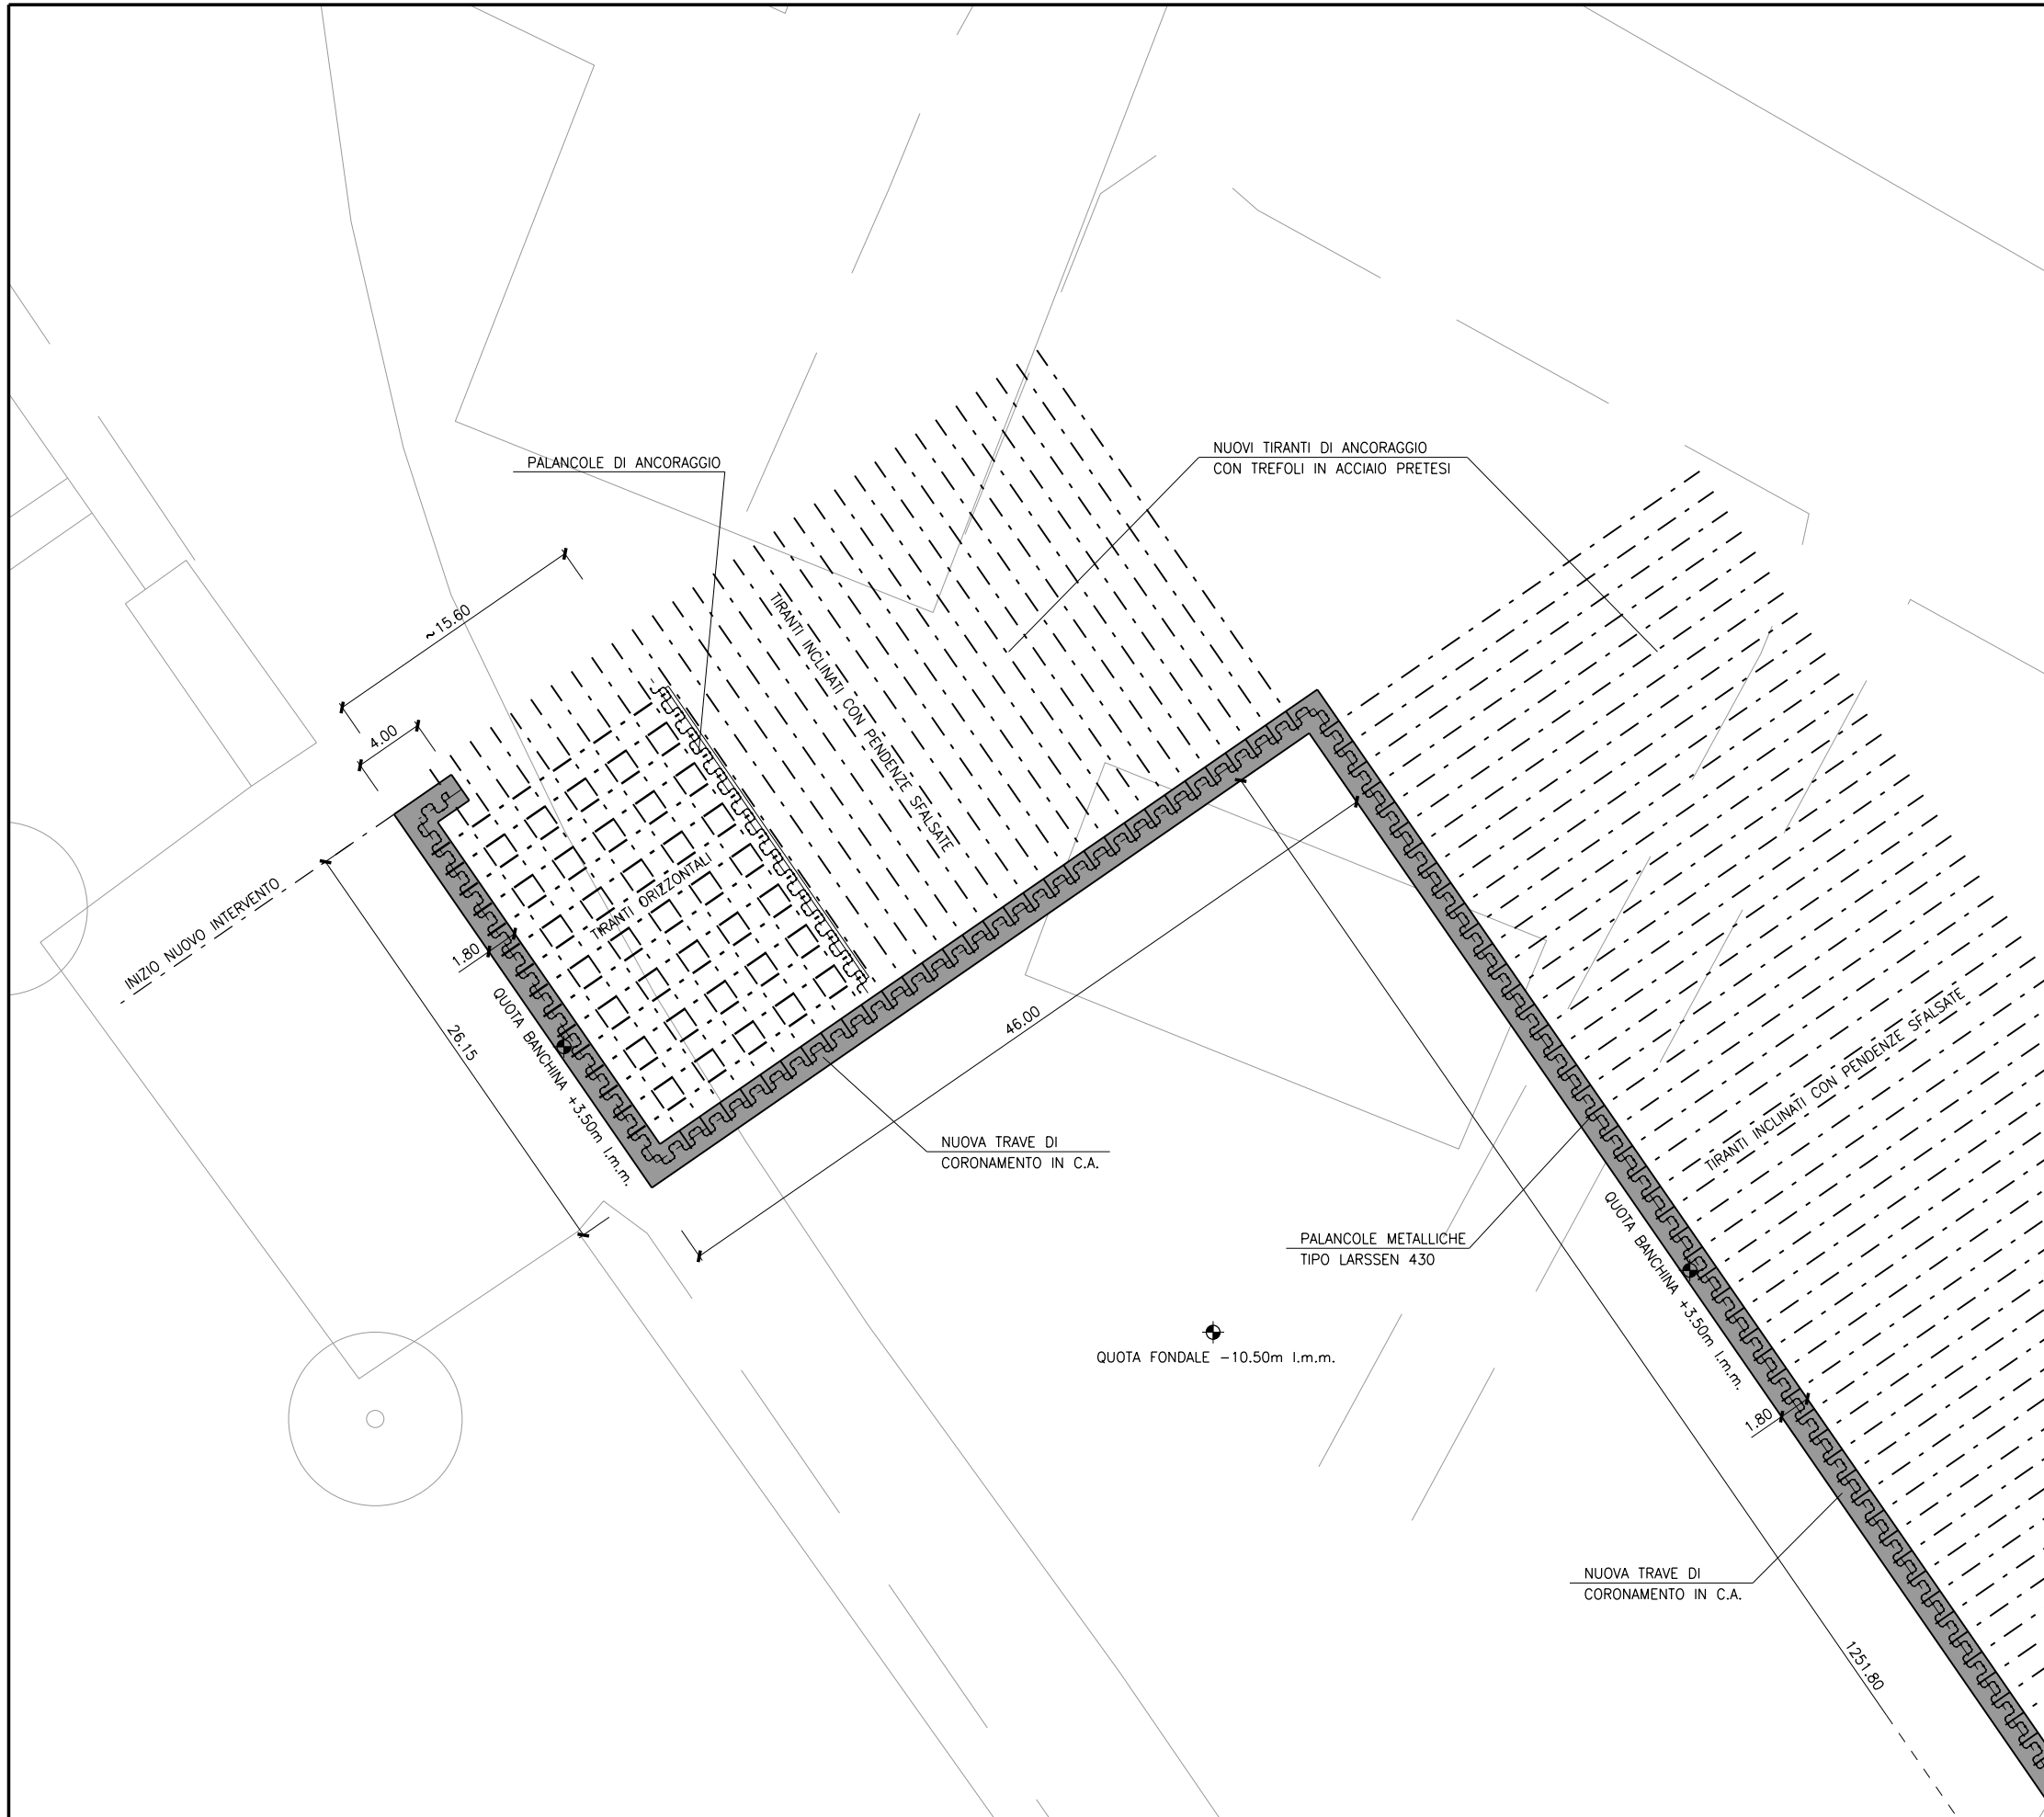 PALANCOLE DI ANCORAGGIO
NUOVI TIRANTI DI ANCORAGGIO
CON TREFOLI IN ACCIAIO PRETESI
~15.60
4.00
TIRANTI INCLINATI CON PENDENZE SFALSATE
INIZIO NUOVO INTERVENTO
TIRANTI ORIZZONTALI
1.80
26.15
QUOTA BANCHINA +3.50m l.m.m.
46.00
NUOVA TRAVE DI
CORONAMENTO IN C.A.
TIRANTI INCLINATI CON PENDENZE SFALSATE
PALANCOLE METALLICHE
TIPO LARSSEN 430
QUOTA BANCHINA +3.50m l.m.m.
QUOTA FONDALE -10.50m l.m.m.
1.80
NUOVA TRAVE DI
CORONAMENTO IN C.A.
1251.80